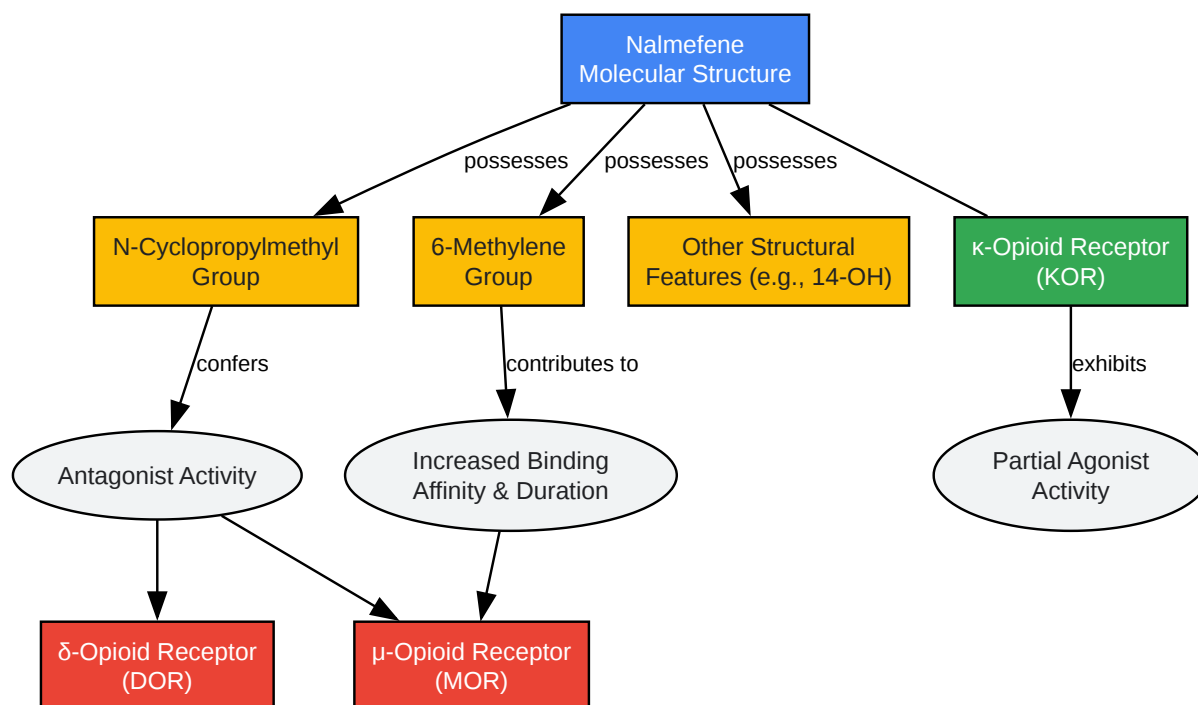 Nalmefene
Molecular Structure
possesses
possesses
possesses
N-Cyclopropylmethyl
Group
6-Methylene
Group
Other Structural
Features (e.g., 14-OH)
κ-Opioid Receptor
(KOR)
confers
contributes to
exhibits
Antagonist Activity
Increased Binding
Affinity & Duration
Partial Agonist
Activity
δ-Opioid Receptor
(DOR)
μ-Opioid Receptor
(MOR)